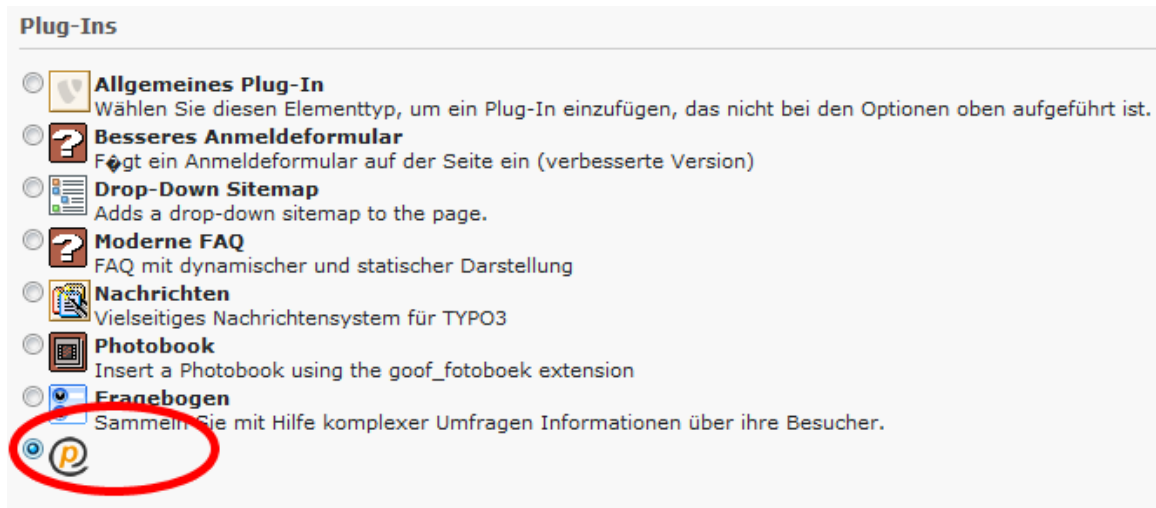 Plug-Ins
Allgemeines Plug-In
Wählen Sie diesen Elementtyp, um ein Plug-In einzufügen, das nicht bei den Optionen oben aufgeführt ist.
Besseres Anmeldeformular
F�gt ein Anmeldeformular auf der Seite ein (verbesserte Version)
Drop-Down Sitemap
Adds a drop-down sitemap to the page.
Moderne FAQ
FAQ mit dynamischer und statischer Darstellung
Nachrichten
Vielseitiges Nachrichtensystem für TYPO3
Photobook
Insert a Photobook using the goof_fotoboek extension
Fragebogen
Sammeln Sie mit Hilfe komplexer Umfragen Informationen über ihre Besucher.